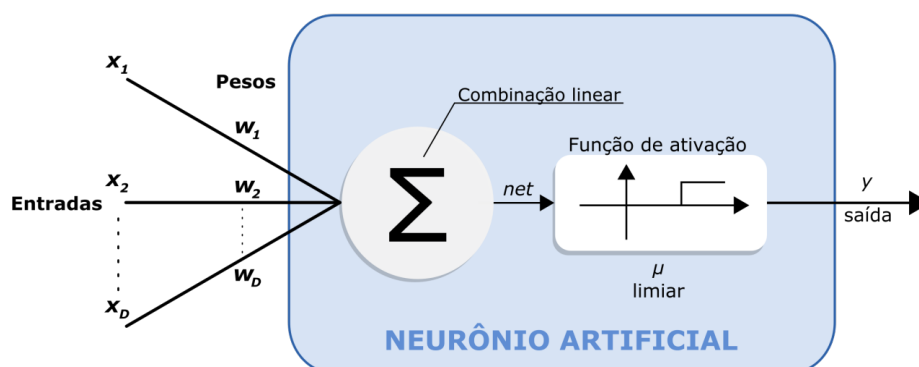 x1
Pesos
w1
Combinação linear
Função de ativação
x2
w2
Entradas
Σ
net
y
saída
wD
xD
μ
limiar
NEURÔNIO ARTIFICIAL